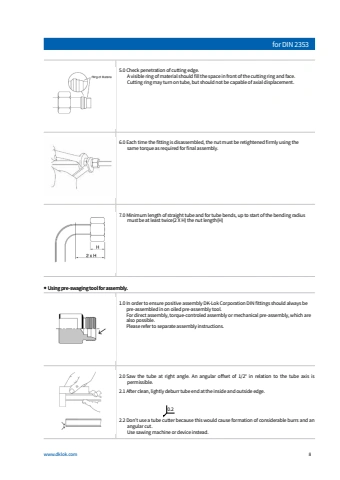 for DIN 2353
5.0 Check penetration of cutting edge.
A visible ring of material should fill the space in front of the cutting ring and face.
Cutting ring may turn on tube, but should not be capable of axial displacement.
Ring of Material
6.0 Each time the fitting is disassembled, the nut must be retightened firmly using the
same torque as required for final assembly.
7.0 Minimum length of straight tube and for tube bends, up to start of the bending radius
must be at least twice(2 X H) the nut length(H)
H
2 x H
• Using pre-swaging tool for assembly.
1.0 In order to ensure positive assembly DK-Lok Corporation DIN fittings should always be
pre-assembled in on oiled pre-assembly tool.
For direct assembly, torque-controled assembly or mechanical pre-assembly, which are
also possible.
Please refer to separate assembly instructions.
2.0 Saw the tube at right angle. An angular offset of 1/2° in relation to the tube axis is
permissible.
2.1 After clean, lightly deburr tube end at the inside and outside edge.
0.2
2.2 Don't use a tube cutter because this would cause formation of considerable burrs and an
angular cut.
Use sawing machine or device instead.
www.dklok.com